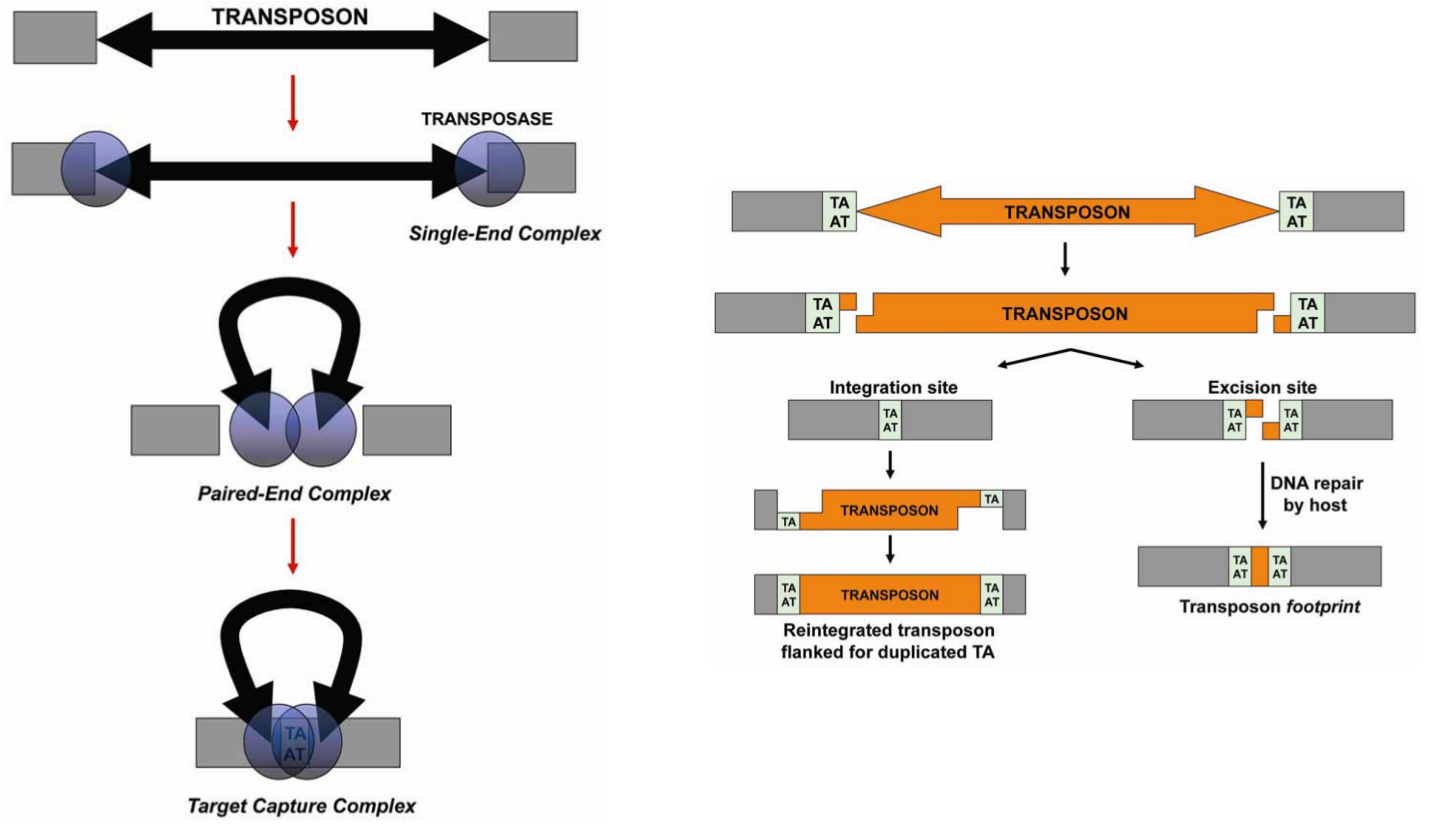 TRANSPOSON
TRANSPOSASE
Single-End Complex
Paired-End Complex
TA
AT
Target Capture Complex
TA
AT
TRANSPOSON
TA
AT
TA
AT
TRANSPOSON
TA
AT
Integration site
TA
AT
TA
TRANSPOSON
TA
TA
AT
TRANSPOSON
TA
AT
Reintegrated transposon
flanked for duplicated TA
Excision site
TA
AT
TA
AT
DNA repair
by host
TA
AT
TA
AT
Transposon footprint